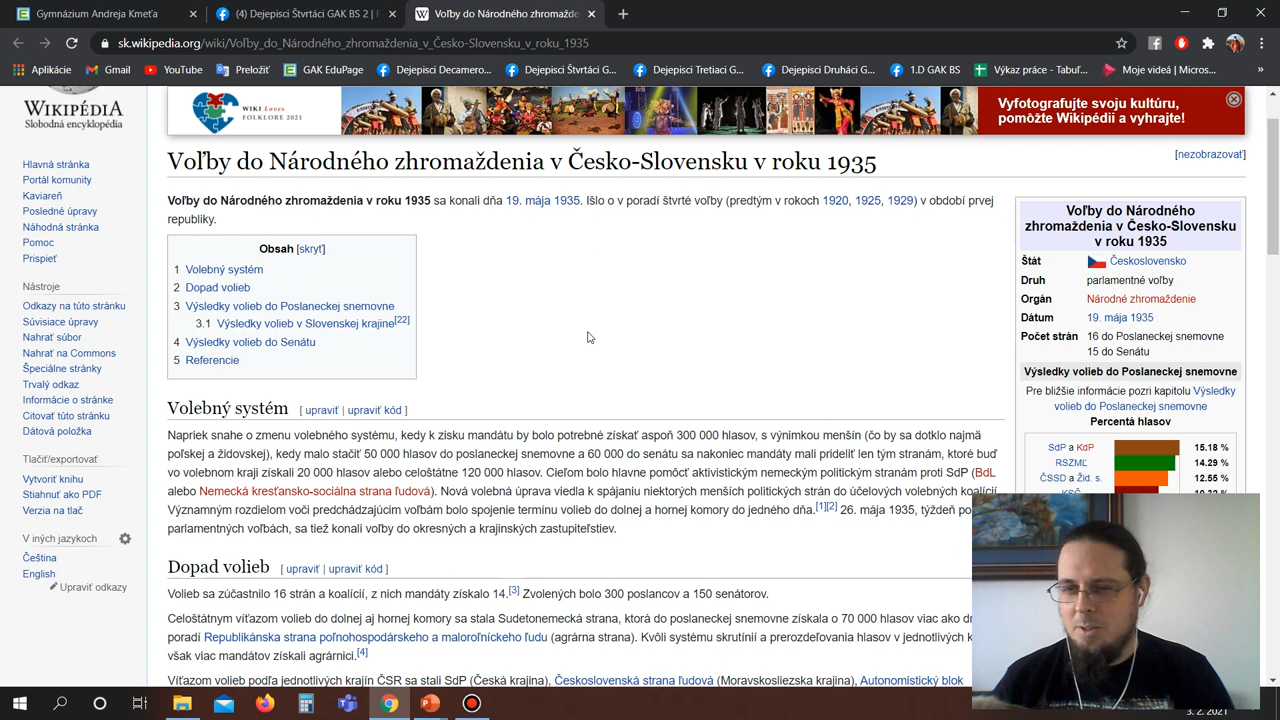 Gymnázium Andreja Kmeťa
(4) Dejepisci Štvrtáci GAK BS 2 | F
Voľby do Národného zhromažde
sk.wikipedia.org/wiki/Voľby_do_Národného_zhromaždenia_v_Česko-Slovensku_v_roku_1935
Aplikácie
Gmail
YouTube
Preložiť
GAK EduPage
Dejepisci Decamero...
Dejepisci Štvrtáci G...
Dejepisci Tretiaci G...
Dejepisci Druháci G...
1.D GAK BS
Výkaz práce - Tabuľ...
Moje videá | Micros...
»
WIKIPÉDIA
Slobodná encyklopédia
WIKI Loves
FOLKLORE 2021
Vyfotografujte svoju kultúru,
pomôžte Wikipédii a vyhrajte!
[nezobrazovať]
Hlavná stránka
Portál komunity
Kaviareň
Posledné úpravy
Náhodná stránka
Pomoc
Prispieť
Nástroje
Odkazy na túto stránku
Súvisiace úpravy
Nahrať súbor
Nahrať na Commons
Špeciálne stránky
Trvalý odkaz
Informácie o stránke
Citovať túto stránku
Dátová položka
Tlačiť/exportovať
Vytvoriť knihu
Stiahnuť ako PDF
Verzia na tlač
V iných jazykoch
Čeština
English
Upraviť odkazy
Voľby do Národného zhromaždenia v Česko-Slovensku v roku 1935
Voľby do Národného zhromaždenia v roku 1935 sa konali dňa 19. mája 1935. Išlo o v poradí štvrté voľby (predtým v rokoch 1920, 1925, 1929) v období prvej
republiky.
Obsah [skryť]
1 Volebný systém
2 Dopad volieb
3 Výsledky volieb do Poslaneckej snemovne
3.1 Výsledky volieb v Slovenskej krajine[22]
4 Výsledky volieb do Senátu
5 Referencie
Volebný systém [ upraviť | upraviť kód ]
Napriek snahe o zmenu volebného systému, kedy k zisku mandátu by bolo potrebné získať aspoň 300 000 hlasov, s výnimkou menšín (čo by sa dotklo najmä
poľskej a židovskej), kedy malo stačiť 50 000 hlasov do poslaneckej snemovne a 60 000 do senátu sa nakoniec mandáty mali prideliť len tým stranám, ktoré buď
vo volebnom kraji získali 20 000 hlasov alebo celoštátne 120 000 hlasov. Cieľom bolo hlavne pomôcť aktivistickým nemeckým politickým stranám proti SdP (BdL
alebo Nemecká kresťansko-sociálna strana ľudová). Nová volebná úprava viedla k spájaniu niektorých menších politických strán do účelových volebných koalícií.
Významným rozdielom voči predchádzajúcim voľbám bolo spojenie termínu volieb do dolnej a hornej komory do jedného dňa.[1][2] 26. mája 1935, týždeň po
parlamentných voľbách, sa tiež konali voľby do okresných a krajinských zastupiteľstiev.
Dopad volieb [ upraviť | upraviť kód ]
Volieb sa zúčastnilo 16 strán a koalícií, z nich mandáty získalo 14.[3] Zvolených bolo 300 poslancov a 150 senátorov.
Celoštátnym víťazom volieb do dolnej aj hornej komory sa stala Sudetonemecká strana, ktorá do poslaneckej snemovne získala o 70 000 hlasov viac ako
poradí Republikánska strana poľnohospodárskeho a maloroľníckeho ľudu (agrárna strana). Kvôli systému skrutínií a prerozdeľovania hlasov v jednotlivých
však viac mandátov získali agrárnici.[4]
Víťazom volieb podľa jednotlivých krajín ČSR sa stali SdP (Česká krajina), Československá strana ľudová (Moravskosliezska krajina), Autonomistický blok
Voľby do Národného
zhromaždenia v Česko-Slovensku
v roku 1935
Štát Československo
Druh parlamentné voľby
Orgán Národné zhromaždenie
Dátum 19. mája 1935
Počet strán 16 do Poslaneckej snemovne
15 do Senátu
Výsledky volieb do Poslaneckej snemovne
Pre bližšie informácie pozri kapitolu Výsledky
volieb do Poslaneckej snemovne
Percentá hlasov
SdP a KdP 15.18 %
RSZML 14.29 %
ČSSD a Žid. s. 12.55 %
3. 2. 2021